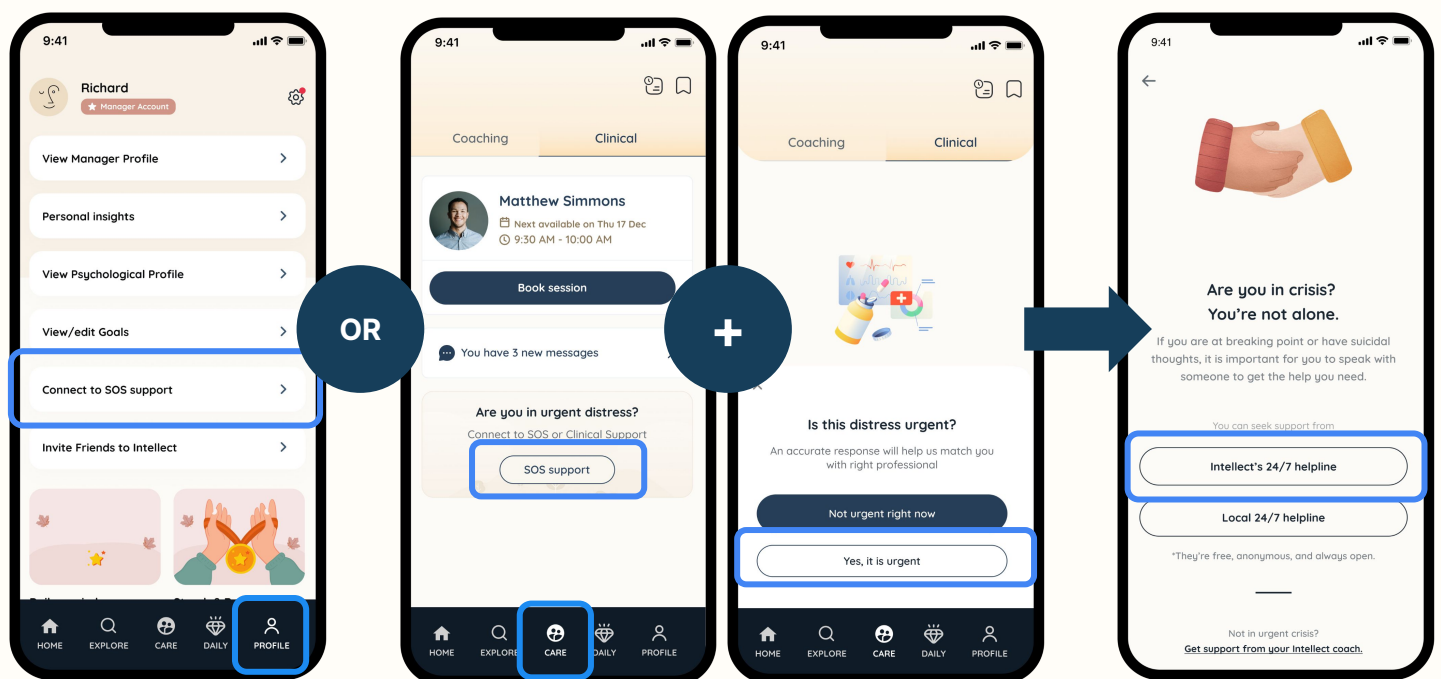 9:41
Richard
Manager Account
View Manager Profile
Personal insights
View Psychological Profile
View/edit Goals
Connect to SOS support
Invite Friends to Intellect
HOME
EXPLORE
CARE
DAILY
PROFILE
OR
9:41
Coaching
Clinical
Matthew Simmons
Next available on Thu 17 Dec
9:30 AM - 10:00 AM
Book session
You have 3 new messages
Are you in urgent distress?
Connect to SOS or Clinical Support
SOS support
HOME
EXPLORE
CARE
DAILY
PROFILE
+
9:41
Coaching
Clinical
Is this distress urgent?
An accurate response will help us match you
with right professional
Not urgent right now
Yes, it is urgent
HOME
EXPLORE
CARE
DAILY
PROFILE
9:41
Are you in crisis?
You're not alone.
If you are at breaking point or have suicidal
thoughts, it is important for you to speak with
someone to get the help you need.
You can seek support from
Intellect's 24/7 helpline
Local 24/7 helpline
*They're free, anonymous, and always open.
Not in urgent crisis?
Get support from your Intellect coach.